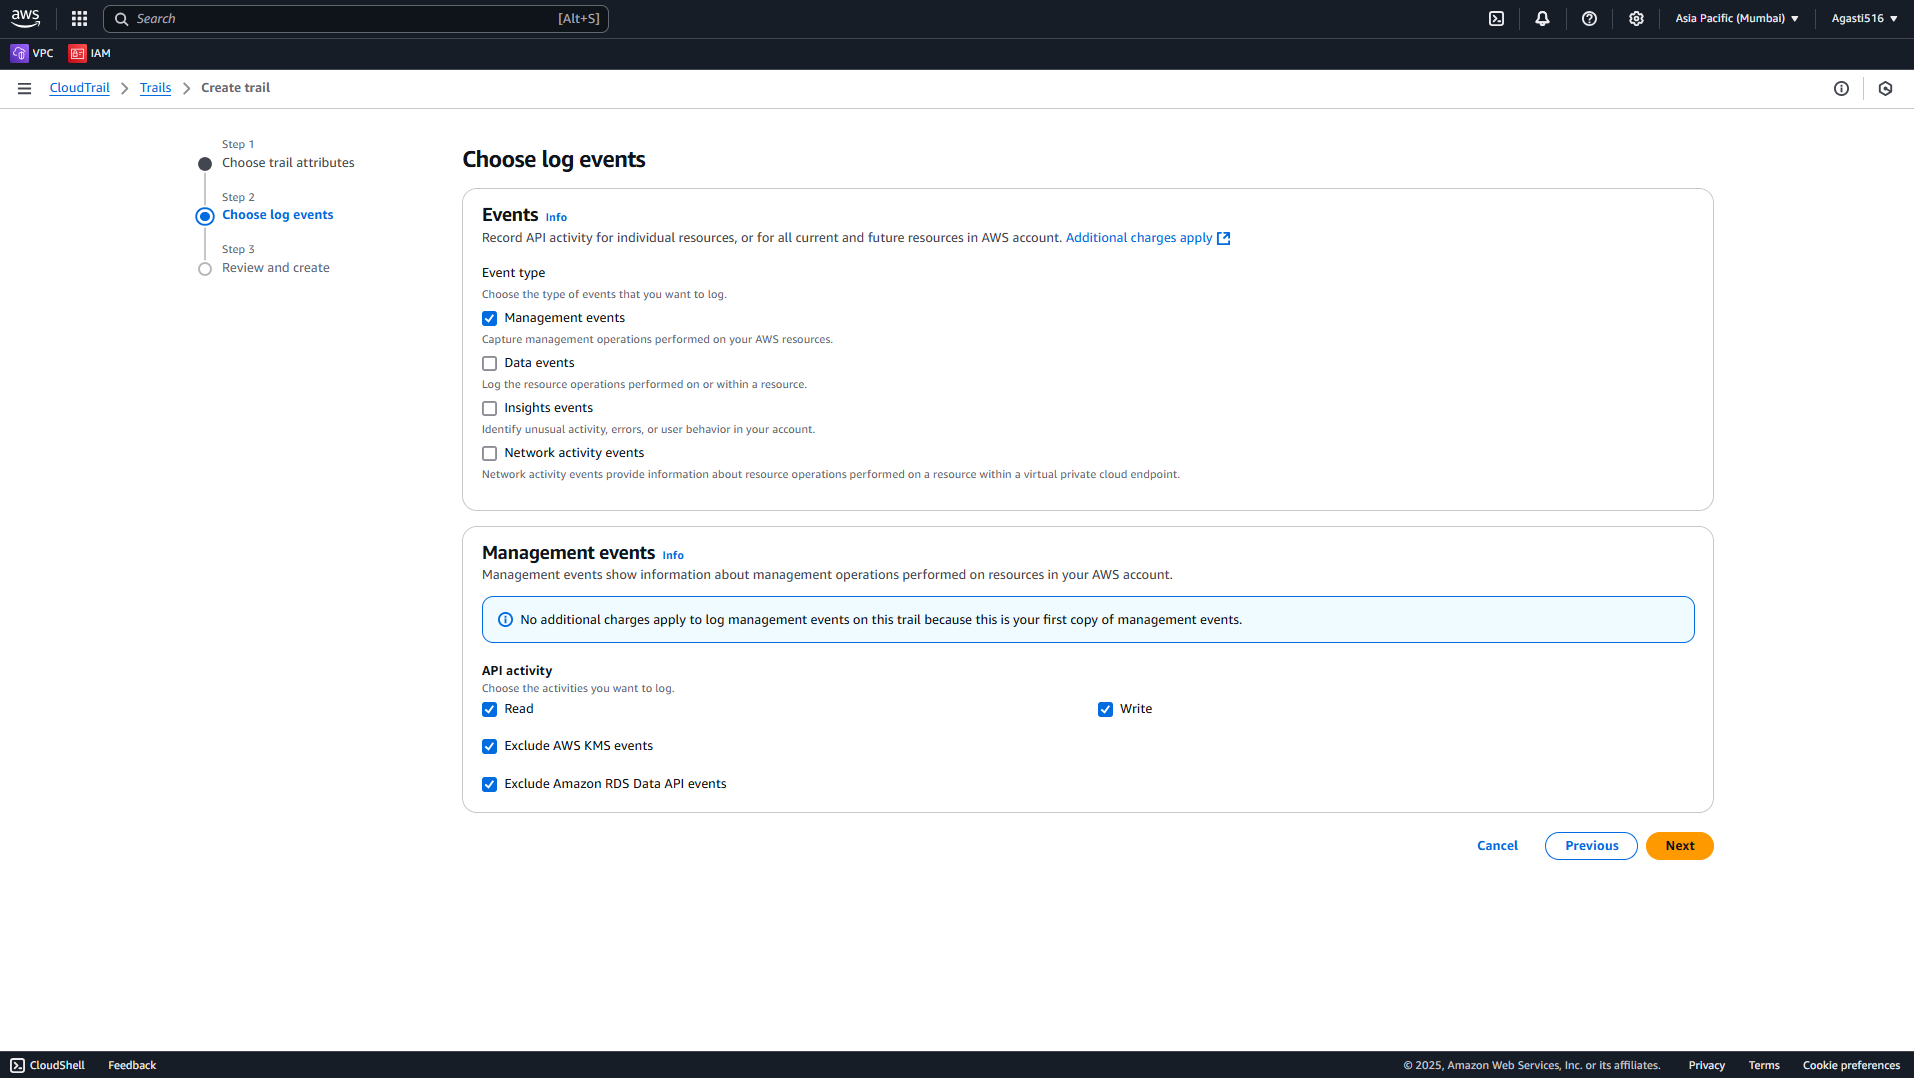 aws
Search [Alt+S]
Asia Pacific (Mumbai)
Agasti516
VPC
IAM
CloudTrail
Trails
Create trail
Step 1
Choose trail attributes
Step 2
Choose log events
Step 3
Review and create
Choose log events
Events Info
Record API activity for individual resources, or for all current and future resources in AWS account. Additional charges apply
Event type
Choose the type of events that you want to log.
Management events
Capture management operations performed on your AWS resources.
Data events
Log the resource operations performed on or within a resource.
Insights events
Identify unusual activity, errors, or user behavior in your account.
Network activity events
Network activity events provide information about resource operations performed on a resource within a virtual private cloud endpoint.
Management events Info
Management events show information about management operations performed on resources in your AWS account.
No additional charges apply to log management events on this trail because this is your first copy of management events.
API activity
Choose the activities you want to log.
Read
Write
Exclude AWS KMS events
Exclude Amazon RDS Data API events
Cancel
Previous
Next
CloudShell
Feedback
© 2025, Amazon Web Services, Inc. or its affiliates.
Privacy
Terms
Cookie preferences